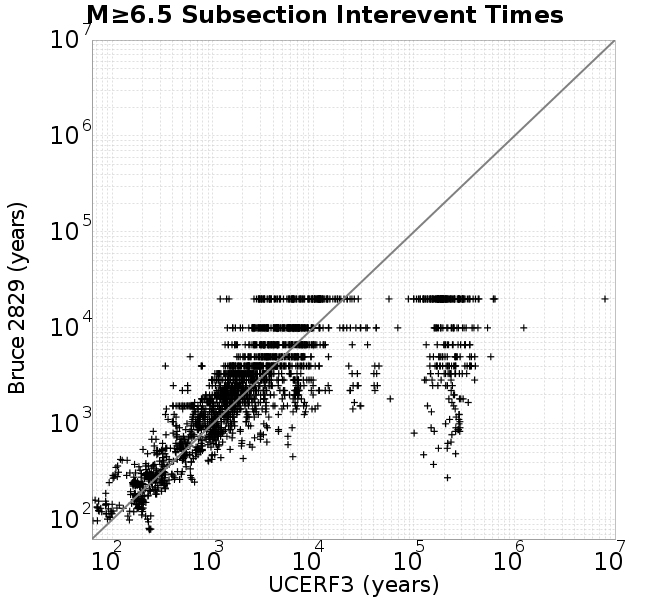 M≥6.5 Subsection Interevent Times
10^7
10^6
10^5
10^4
10^3
10^2
Bruce 2829 (years)
10^2 10^3 10^4 10^5 10^6 10^7
UCERF3 (years)